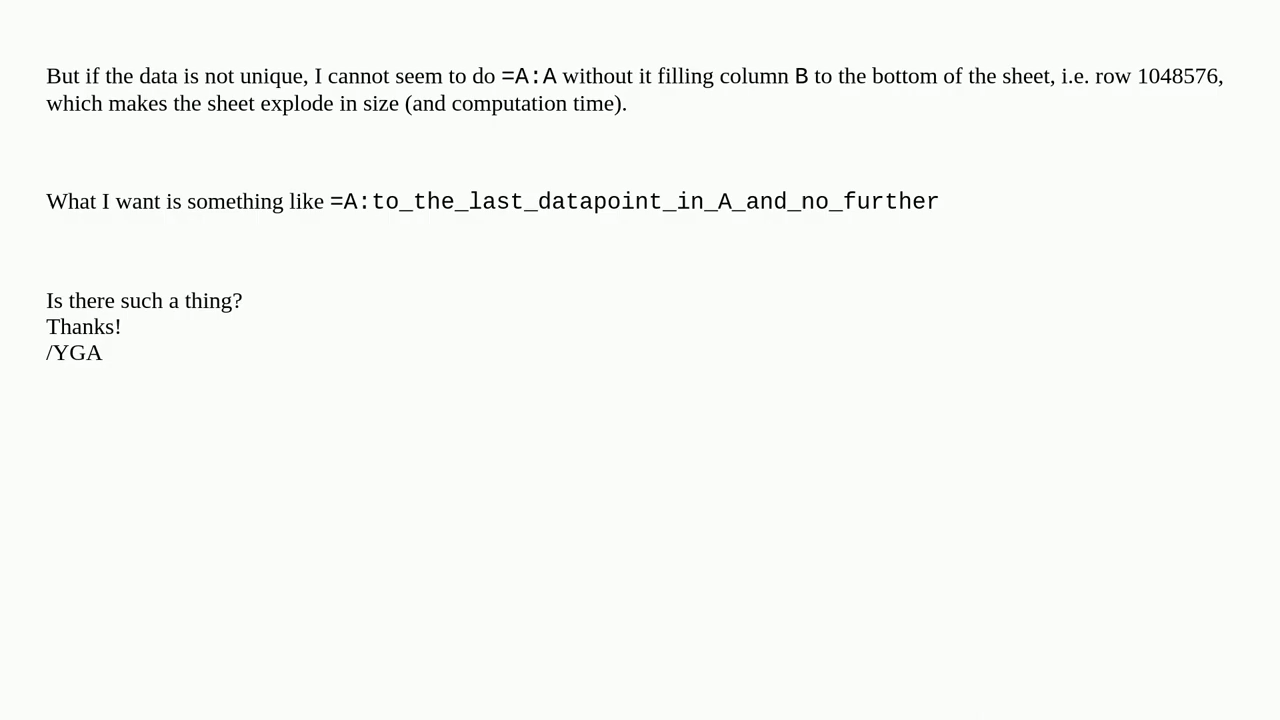 But if the data is not unique, I cannot seem to do =A:A without it filling column B to the bottom of the sheet, i.e. row 1048576,
which makes the sheet explode in size (and computation time).
What I want is something like =A:to_the_last_datapoint_in_A_and_no_further
Is there such a thing?
Thanks!
/YGA